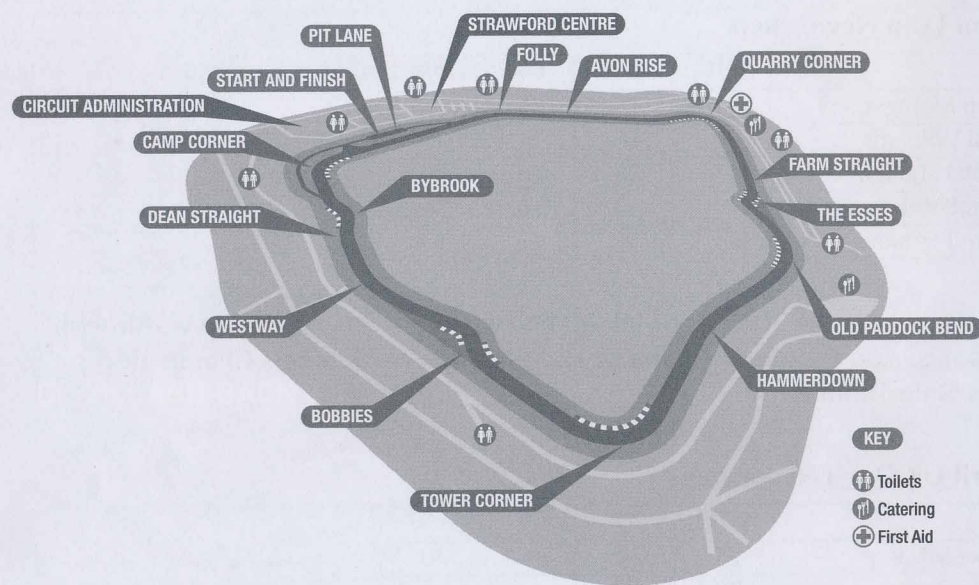 STRAWFORD CENTRE
PIT LANE
FOLLY
QUARRY CORNER
START AND FINISH
AVON RISE
CIRCUIT ADMINISTRATION
CAMP CORNER
FARM STRAIGHT
BYBROOK
DEAN STRAIGHT
THE ESSES
WESTWAY
OLD PADDOCK BEND
HAMMERDOWN
BOBBIES
KEY
TOWER CORNER
Toilets
Catering
First Aid